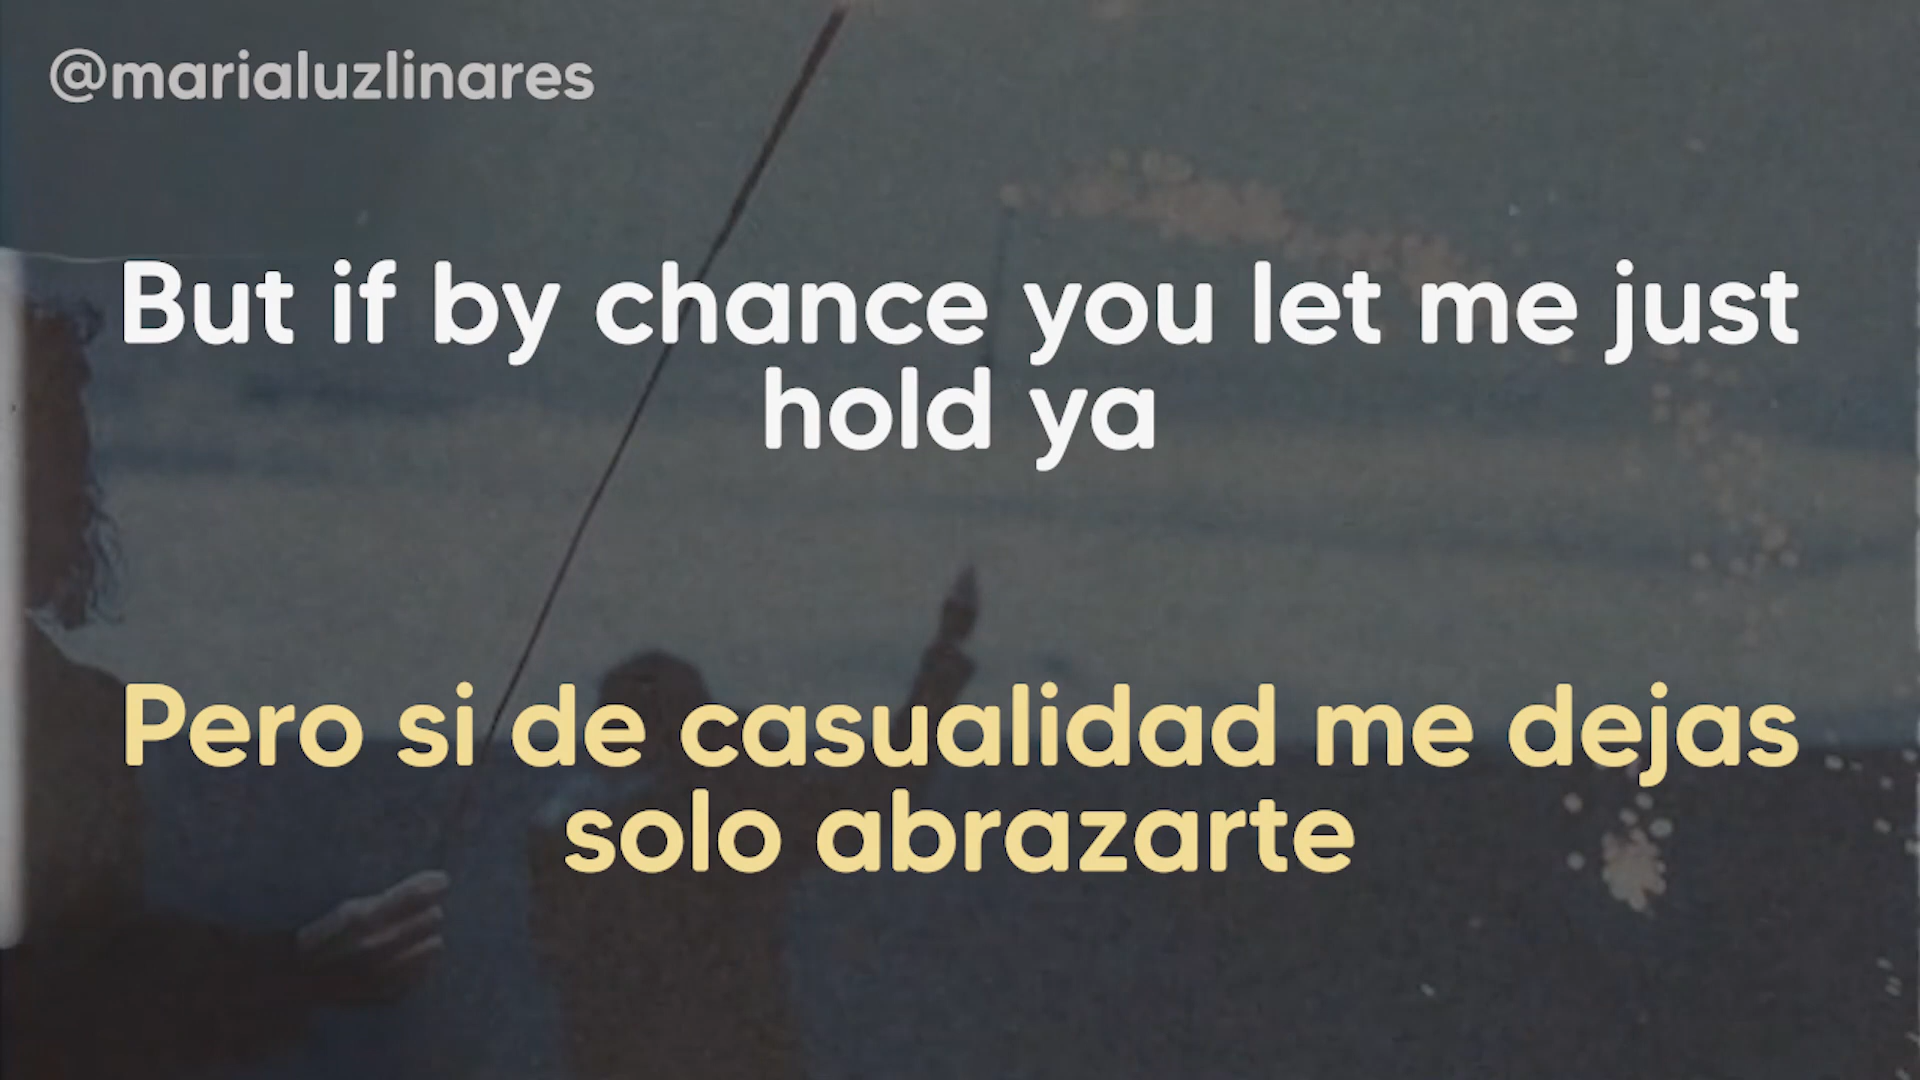 @marialuzlinares
But if by chance you let me just
hold ya
Pero si de casualidad me dejas
solo abrazarte